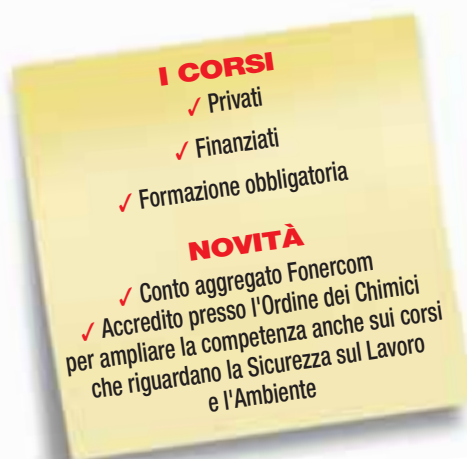 I CORSI
✓ Privati
✓ Finanziati
✓ Formazione obbligatoria
NOVITÀ
✓ Conto aggregato Fonercom
✓ Accredito presso l'Ordine dei Chimici
per ampliare la competenza anche sui corsi
che riguardano la Sicurezza sul Lavoro
e l'Ambiente